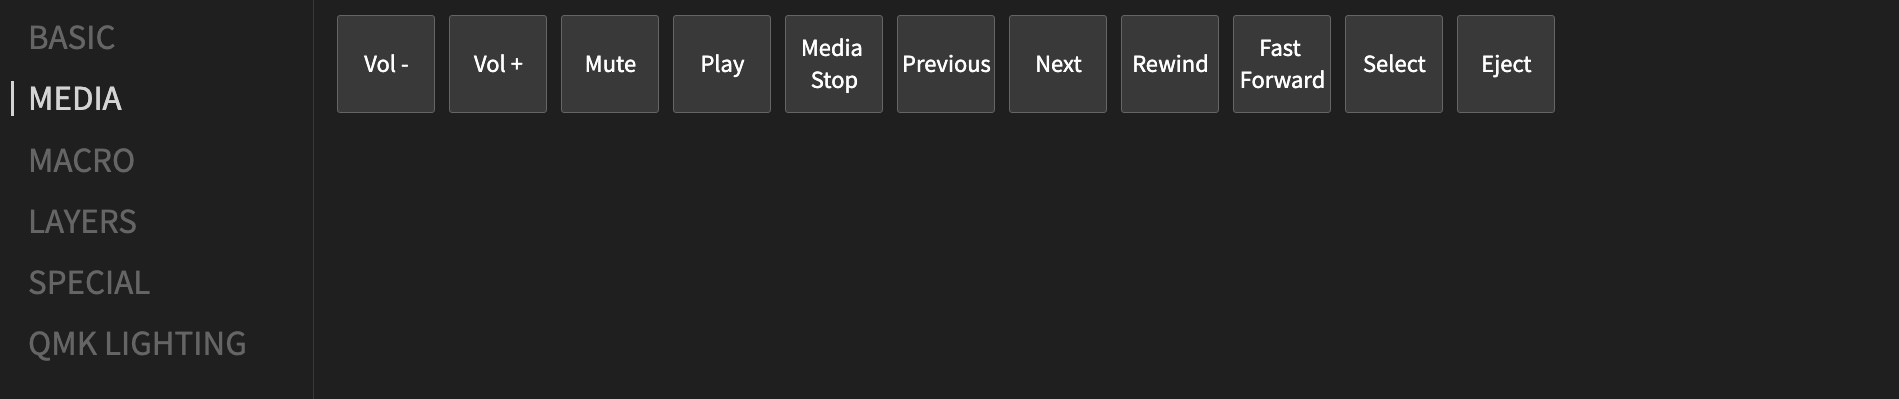 BASIC
MEDIA
MACRO
LAYERS
SPECIAL
QMK LIGHTING
Vol -
Vol +
Mute
Play
Media
Stop
Previous
Next
Rewind
Fast
Forward
Select
Eject